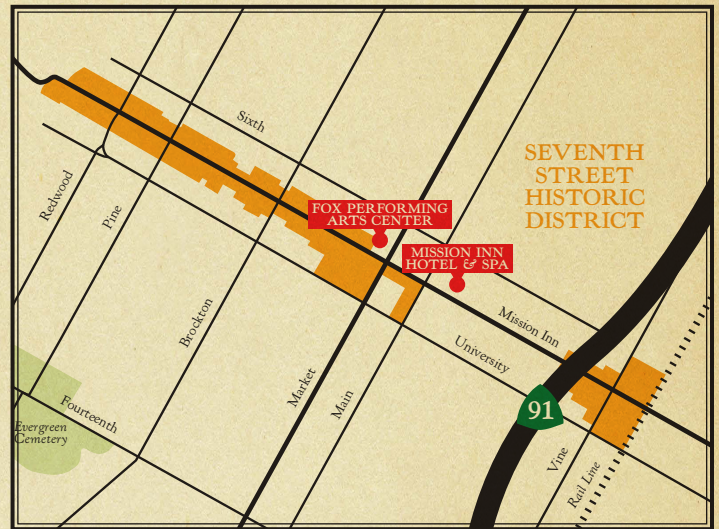 Sixth
SEVENTH
STREET
HISTORIC
DISTRICT
Redwood
Pine
FOX PERFORMING
ARTS CENTER
MISSION INN
HOTEL & SPA
Brockton
Mission Inn
University
Market
Main
91
Fourteenth
Evergreen
Cemetery
Vine
Rail Line